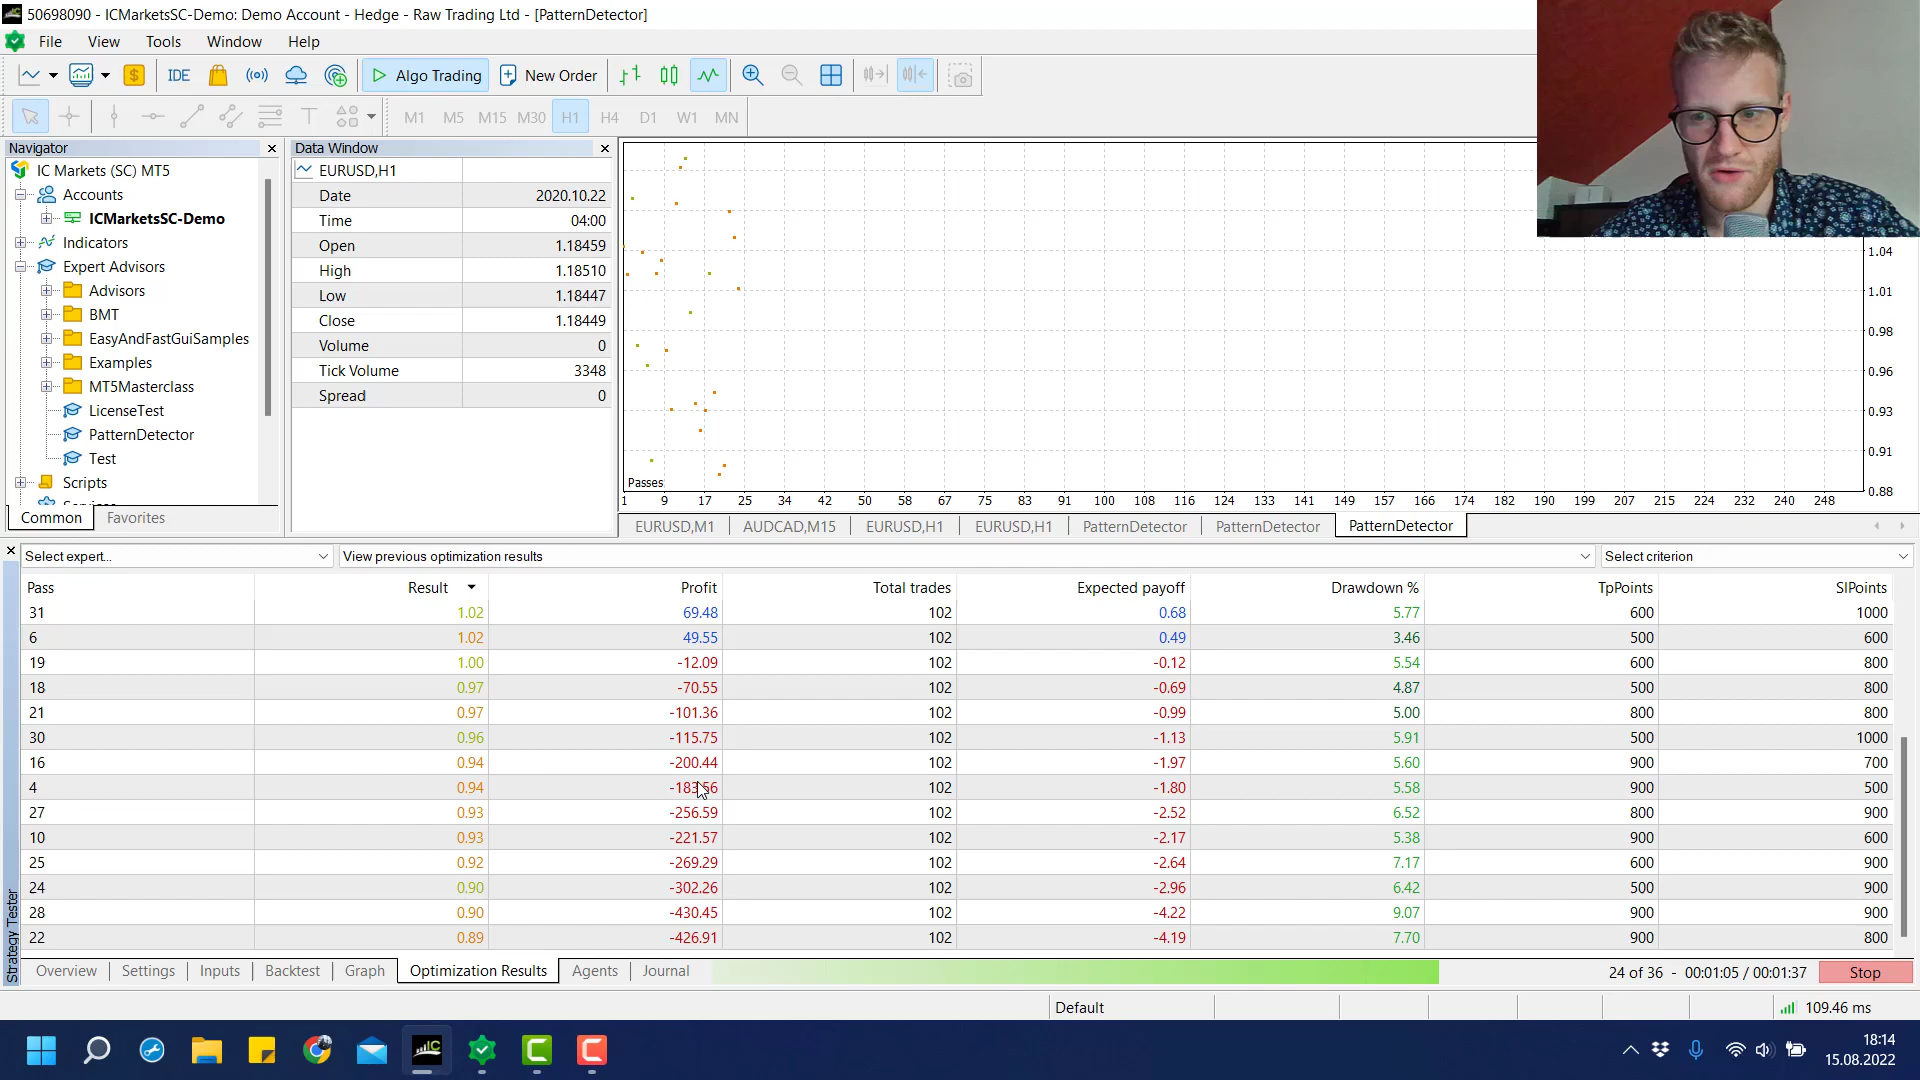 50698090 - ICMarketsSC-Demo: Demo Account - Hedge - Raw Trading Ltd - [PatternDetector]
File View Tools Window Help
IDE Algo Trading New Order
M1 M5 M15 M30 H1 H4 D1 W1 MN
Navigator
IC Markets (SC) MT5
Accounts
ICMarketsSC-Demo
Indicators
Expert Advisors
Advisors
BMT
EasyAndFastGuiSamples
Examples
MT5Masterclass
LicenseTest
PatternDetector
Test
Scripts
Common Favorites
Data Window
EURUSD,H1
Date 2020.10.22
Time 04:00
Open 1.18459
High 1.18510
Low 1.18447
Close 1.18449
Volume 0
Tick Volume 3348
Spread 0
1.04
1.01
0.98
0.96
0.93
0.91
0.88
Passes
1 9 17 25 34 42 50 58 67 75 83 91 100 108 116 124 133 141 149 157 166 174 182 190 199 207 215 224 232 240 248
EURUSD,M1 AUDCAD,M15 EURUSD,H1 EURUSD,H1 PatternDetector PatternDetector PatternDetector
Select expert... View previous optimization results Select criterion
Pass Result Profit Total trades Expected payoff Drawdown % TpPoints SlPoints
31 1.02 69.48 102 0.68 5.77 600 1000
6 1.02 49.55 102 0.49 3.46 500 600
19 1.00 -12.09 102 -0.12 5.54 600 800
18 0.97 -70.55 102 -0.69 4.87 500 800
21 0.97 -101.36 102 -0.99 5.00 800 800
30 0.96 -115.75 102 -1.13 5.91 500 1000
16 0.94 -200.44 102 -1.97 5.60 900 700
4 0.94 -183.56 102 -1.80 5.58 900 500
27 0.93 -256.59 102 -2.52 6.52 800 900
10 0.93 -221.57 102 -2.17 5.38 900 600
25 0.92 -269.29 102 -2.64 7.17 600 900
24 0.90 -302.26 102 -2.96 6.42 500 900
28 0.90 -430.45 102 -4.22 9.07 900 900
22 0.89 -426.91 102 -4.19 7.70 900 800
Strategy Tester
Overview Settings Inputs Backtest Graph Optimization Results Agents Journal 24 of 36 - 00:01:05 / 00:01:37 Stop
Default 109.46 ms
18:14
15.08.2022